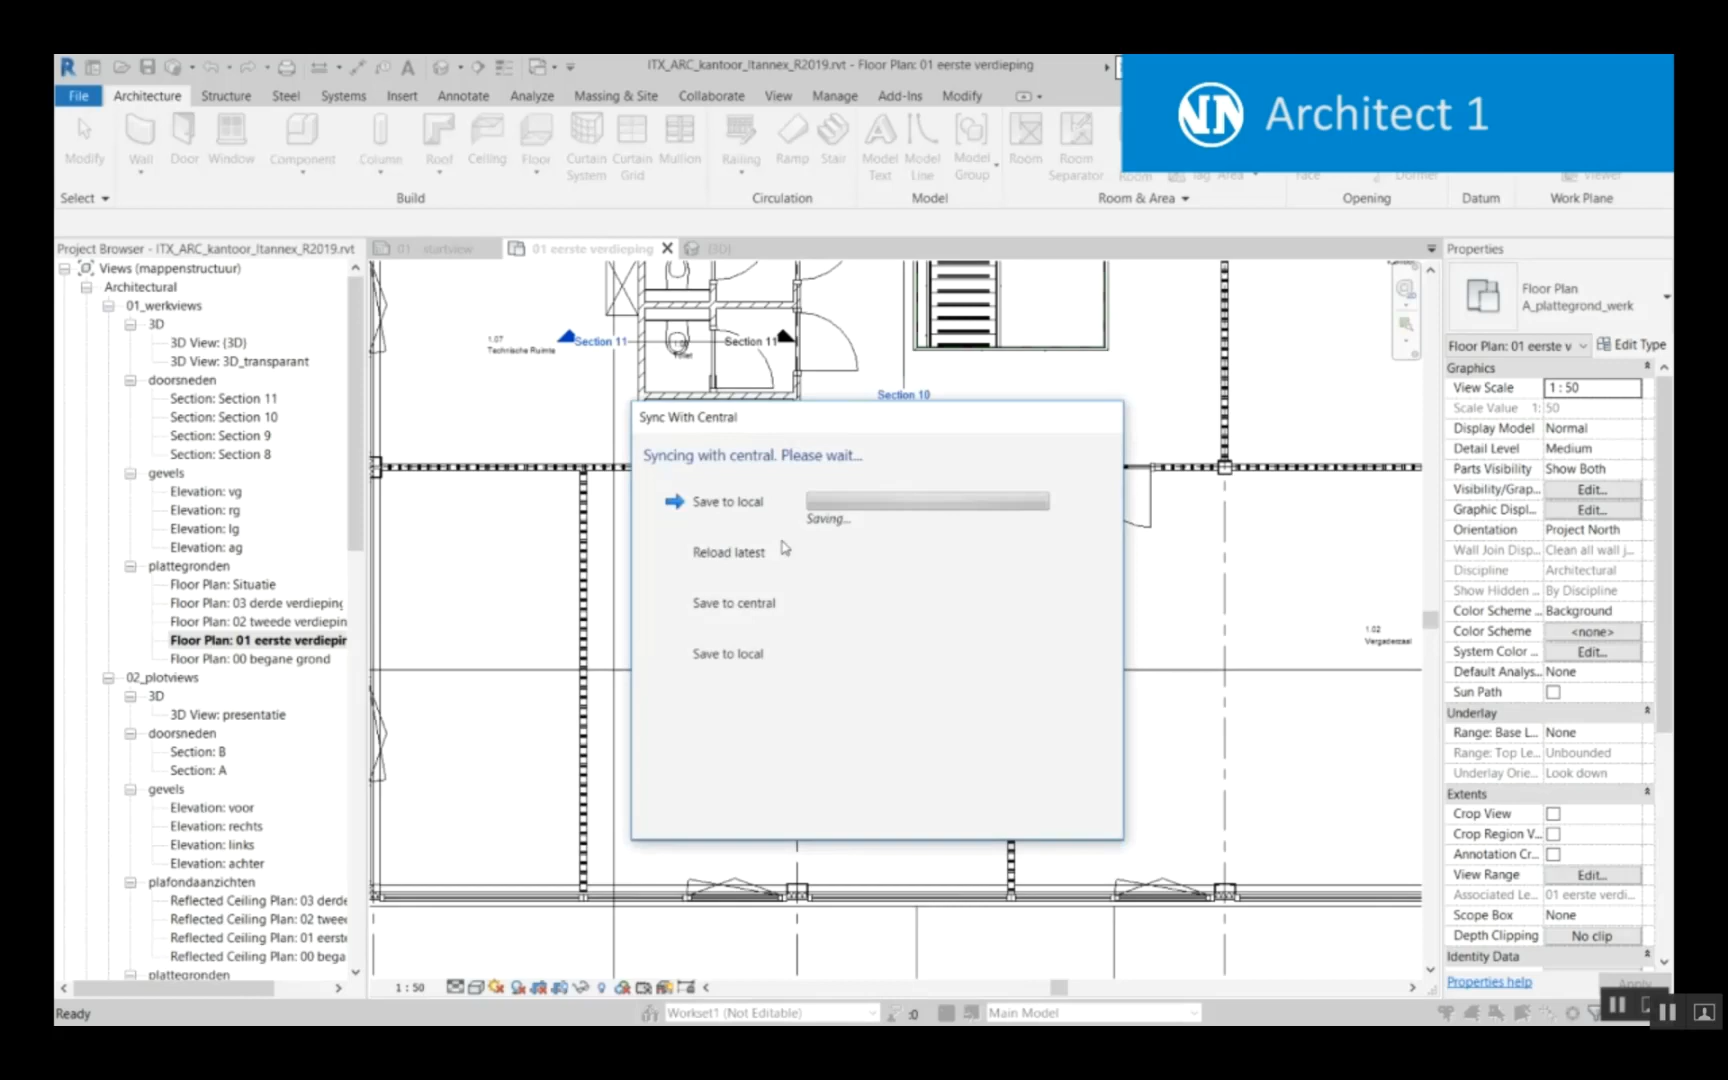 ITX_ARC_kantoor_Itannex_R2019.rvt - Floor Plan: 01 eerste verdieping
Architect 1
File Architecture Structure Steel Systems Insert Annotate Analyze Massing & Site Collaborate View Manage Add-Ins Modify
Modify Wall Door Window Component Column Roof Ceiling Floor Curtain System Curtain Grid Mullion Railing Ramp Stair Model Text Model Line Model Group Room Room Separator
Select Build Circulation Model Room & Area Opening Datum Work Plane
Project Browser - ITX_ARC_kantoor_Itannex_R2019.rvt
01 startview
01 eerste verdieping
{3D}
Views (mappenstructuur)
Architectural
01_werkviews
3D
3D View: {3D}
3D View: 3D_transparant
doorsneden
Section: Section 11
Section: Section 10
Section: Section 9
Section: Section 8
gevels
Elevation: vg
Elevation: rg
Elevation: lg
Elevation: ag
plattegronden
Floor Plan: Situatie
Floor Plan: 03 derde verdieping
Floor Plan: 02 tweede verdiepin
Floor Plan: 01 eerste verdiepir
Floor Plan: 00 begane grond
02_plotviews
3D
3D View: presentatie
doorsneden
Section: B
Section: A
gevels
Elevation: voor
Elevation: rechts
Elevation: links
Elevation: achter
plafondaanzichten
Reflected Ceiling Plan: 03 derde
Reflected Ceiling Plan: 02 twee
Reflected Ceiling Plan: 01 eerst
Reflected Ceiling Plan: 00 bega
plattegronden
1.07
Technische Ruimte
Section 11
Section 11
Toilet
Section 10
1.02
Vergaderzaal
Sync With Central
Syncing with central. Please wait...
Save to local
Saving...
Reload latest
Save to central
Save to local
Properties
Floor Plan
A_plattegrond_werk
Floor Plan: 01 eerste v Edit Type
Graphics
View Scale 1 : 50
Scale Value 1: 50
Display Model Normal
Detail Level Medium
Parts Visibility Show Both
Visibility/Grap... Edit...
Graphic Displ... Edit...
Orientation Project North
Wall Join Disp... Clean all wall j...
Discipline Architectural
Show Hidden ... By Discipline
Color Scheme ... Background
Color Scheme <none>
System Color ... Edit...
Default Analys... None
Sun Path
Underlay
Range: Base L... None
Range: Top Le... Unbounded
Underlay Orie... Look down
Extents
Crop View
Crop Region V...
Annotation Cr...
View Range Edit...
Associated Le... 01 eerste verdi...
Scope Box None
Depth Clipping No clip
Identity Data
Properties help Apply
1 : 50
Ready
Workset1 (Not Editable)
:0
Main Model